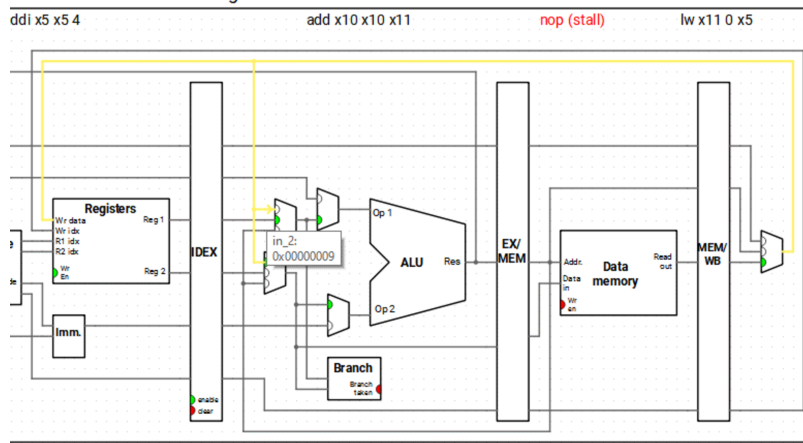 ddi x5 x5 4
add x10 x10 x11
nop (stall)
lw x11 0 x5
Registers
Wr data
Reg 1
Wr idx
R1 idx
R2 idx
Wr
En
Reg 2
Imm.
IDEX
enable
clear
in_2:
0x00000009
Op 1
ALU
Res
Op 2
Branch
Branch
taken
EX/
MEM
Addr.
Data
in
Wr
en
Data
memory
Read
out
MEM/
WB